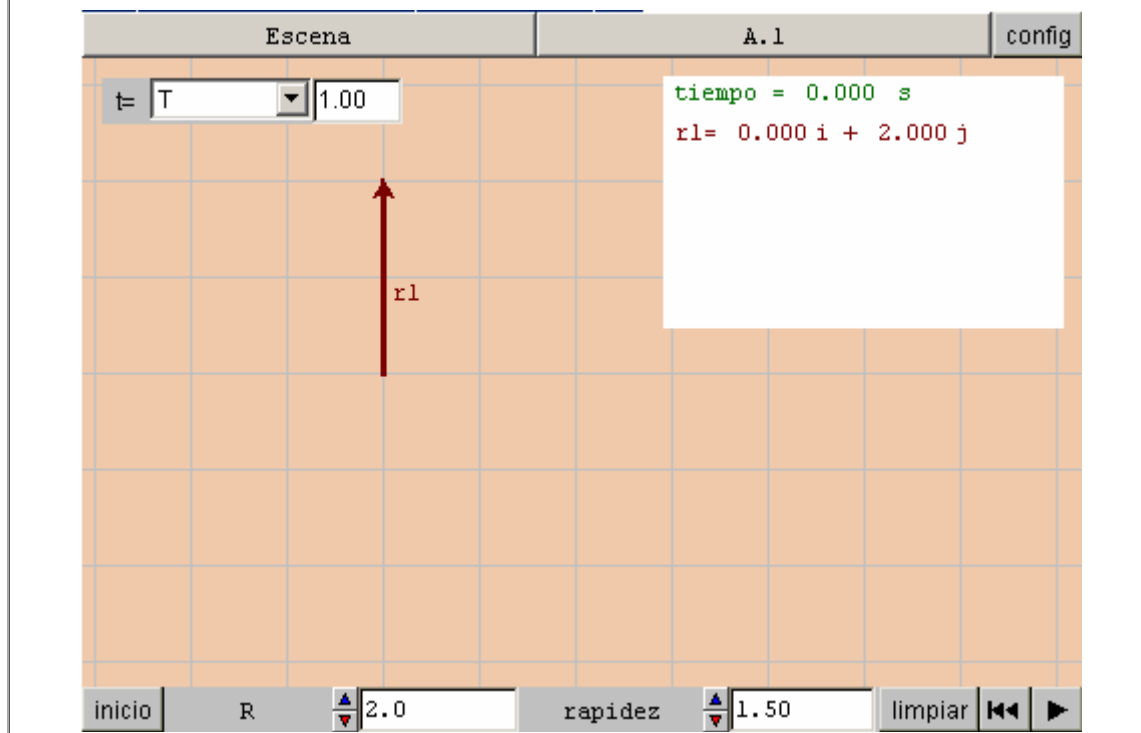 Escena A.1 config
t= T 1.00
tiempo = 0.000 s
r1= 0.000 i + 2.000 j
r1
inicio R 2.0 rapidez 1.50 limpiar